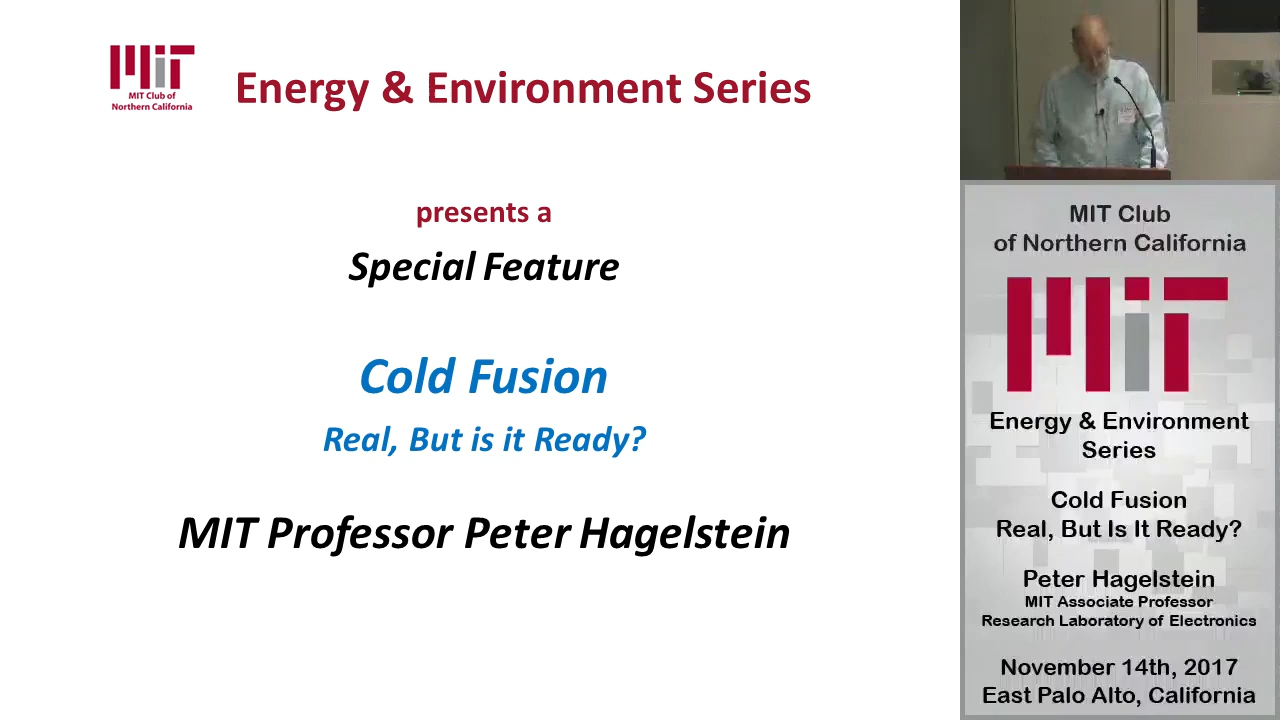 MIT
MIT Club of
Northern California
Energy & Environment Series
presents a
Special Feature
Cold Fusion
Real, But is it Ready?
MIT Professor Peter Hagelstein
MIT Club
of Northern California
MIT
Energy & Environment
Series
Cold Fusion
Real, But Is It Ready?
Peter Hagelstein
MIT Associate Professor
Research Laboratory of Electronics
November 14th, 2017
East Palo Alto, California